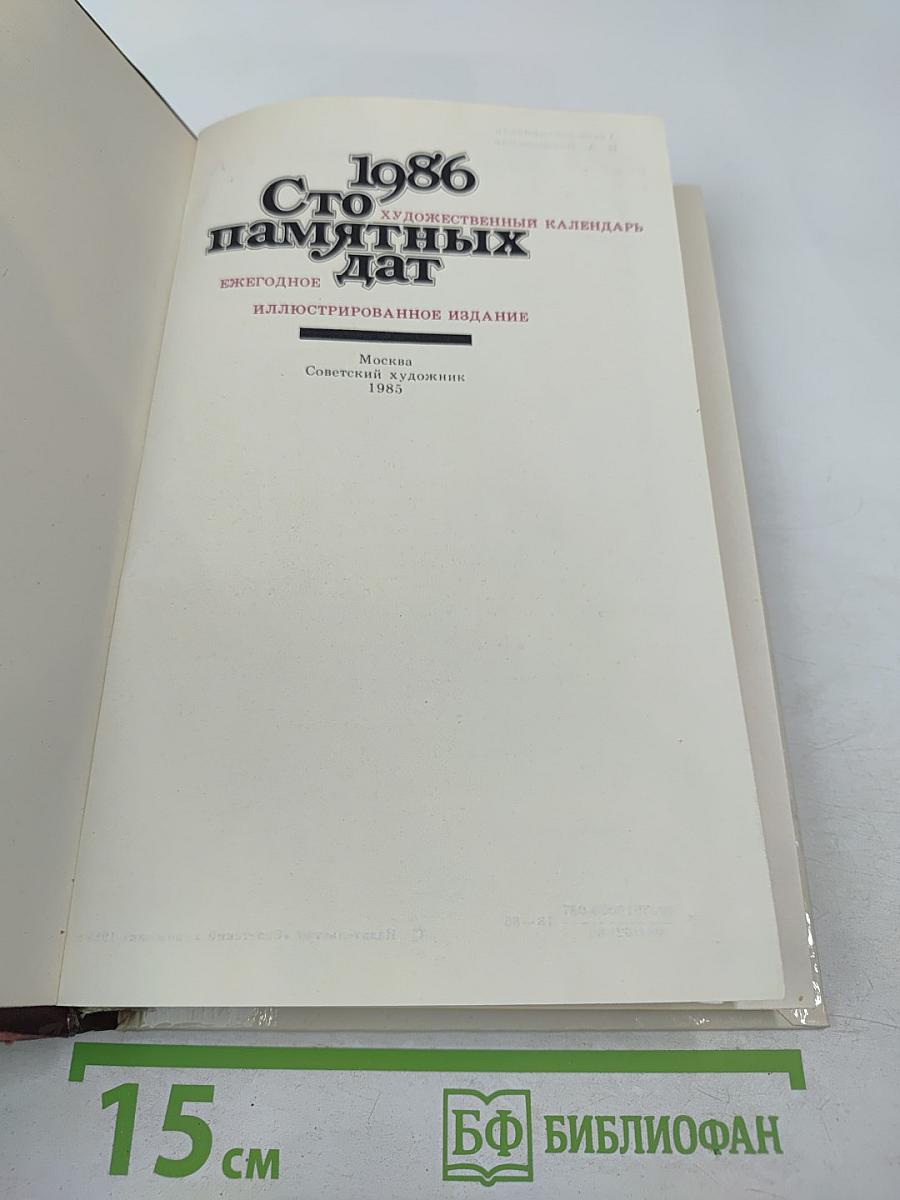 1986
Сто
ХУДОЖЕСТВЕННЫЙ КАЛЕНДАРЬ
памятных
дат
ЕЖЕГОДНОЕ
ИЛЛЮСТРИРОВАННОЕ ИЗДАНИЕ
Москва
Советский художник
1985
15 см
БФ БИБЛИОФАН